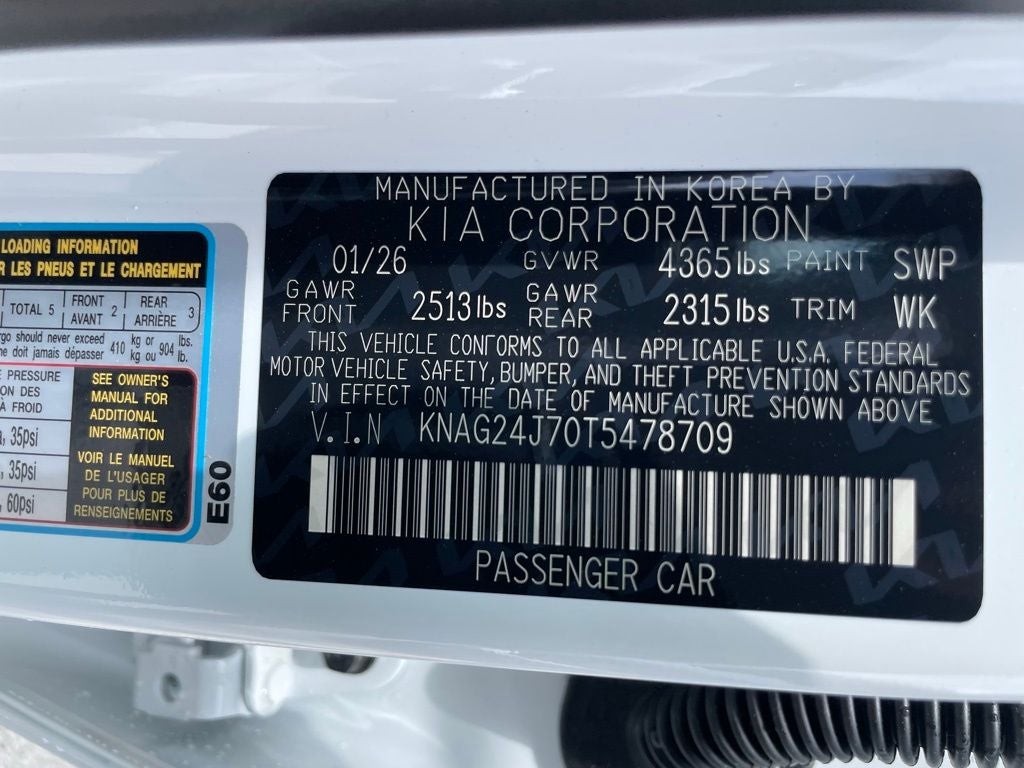 MANUFACTURED IN KOREA BY
KIA CORPORATION
01/26 GVWR 4365 lbs PAINT SWP
GAWR FRONT 2513 lbs GAWR REAR 2315 lbs TRIM WK
THIS VEHICLE CONFORMS TO ALL APPLICABLE U.S.A. FEDERAL
MOTOR VEHICLE SAFETY, BUMPER, AND THEFT PREVENTION STANDARDS
IN EFFECT ON THE DATE OF MANUFACTURE SHOWN ABOVE
V.I.N KNAG24J70T5478709
PASSENGER CAR
LOADING INFORMATION
LES PNEUS ET LE CHARGEMENT
TOTAL 5 FRONT AVANT 2 REAR ARRIÈRE 3
should never exceed 410 kg or 904 lbs.
doit jamais dépasser kg ou lb.
PRESSURE
DES
À FROID
35psi
35psi
60psi
SEE OWNER'S
MANUAL FOR
ADDITIONAL
INFORMATION
VOIR LE MANUEL
DE L'USAGER
POUR PLUS DE
RENSEIGNEMENTS
E60